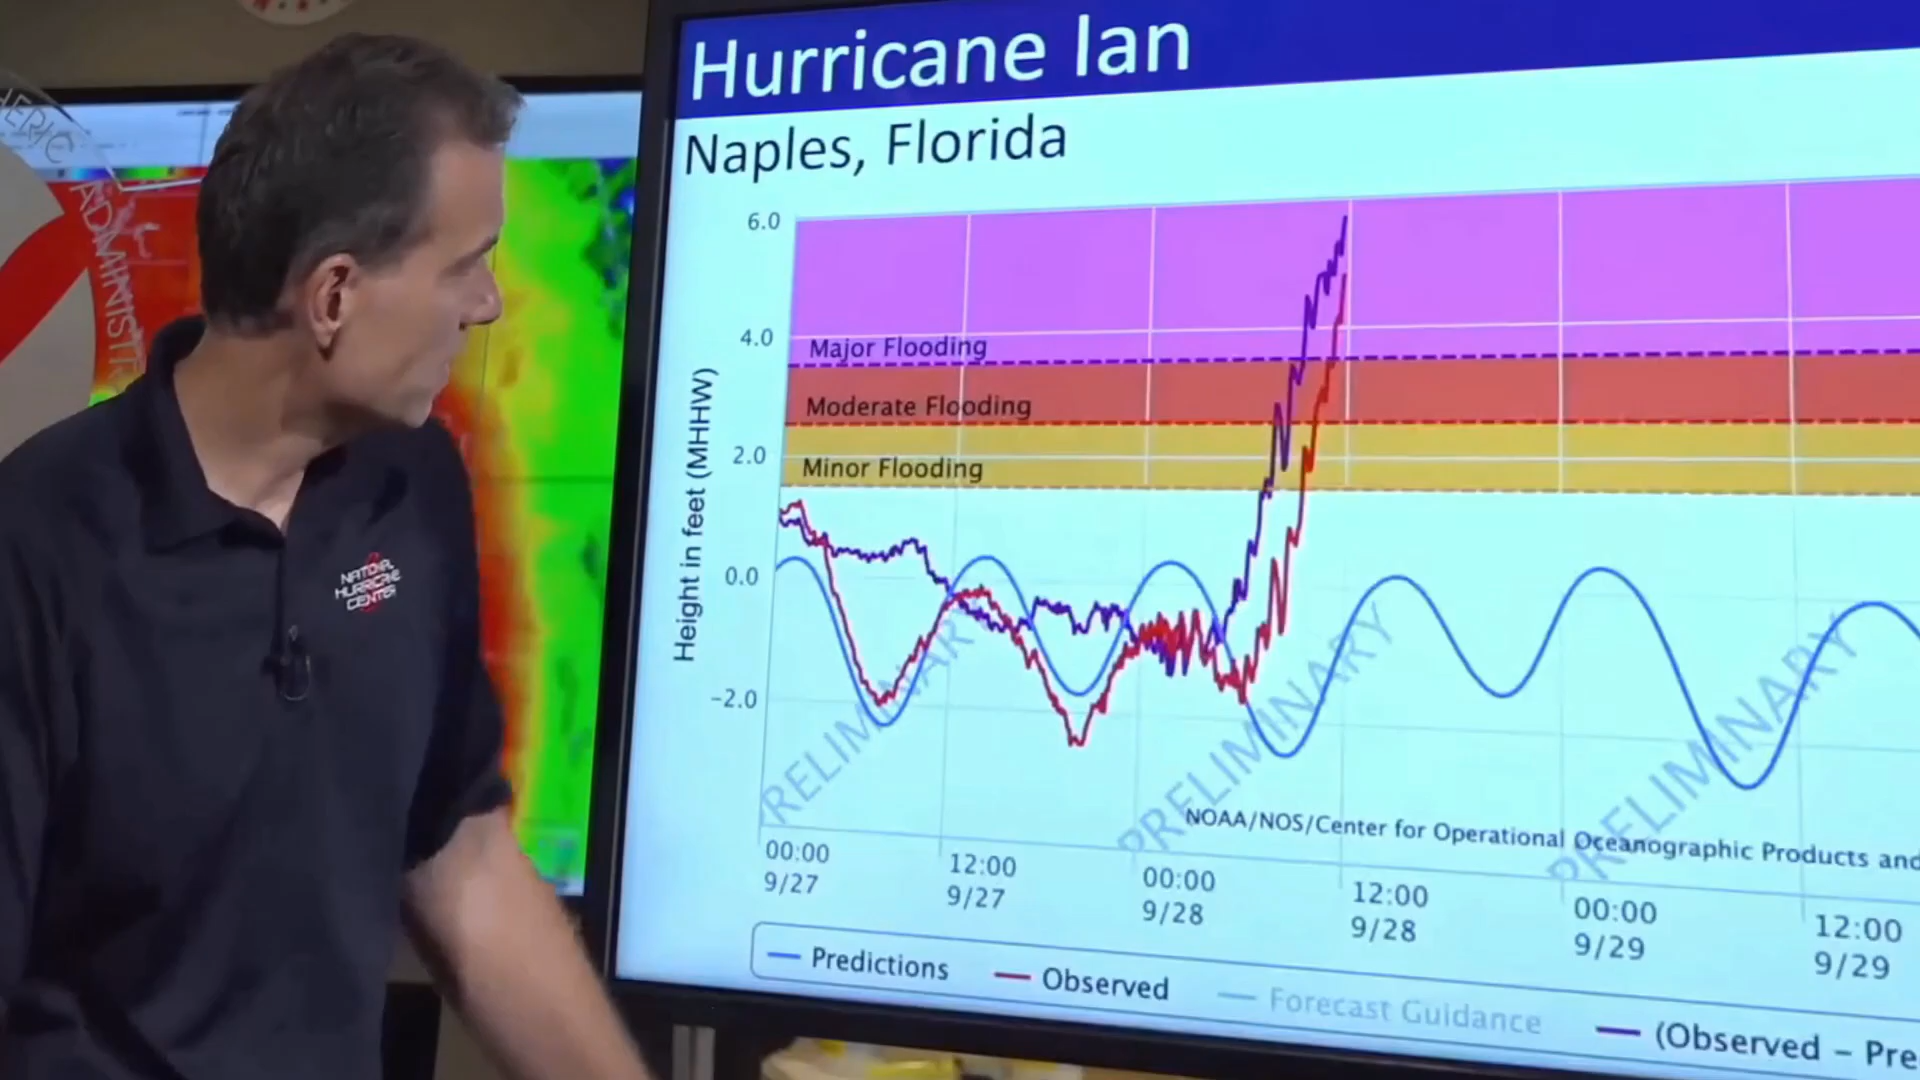 Hurricane Ian
Naples, Florida
6.0
4.0
2.0
0.0
-2.0
Height in feet (MHHW)
Major Flooding
Moderate Flooding
Minor Flooding
PRELIMINARY
PRELIMINARY
PRELIMINARY
NOAA/NOS/Center for Operational Oceanographic Products and
00:00
9/27
12:00
9/27
00:00
9/28
12:00
9/28
00:00
9/29
12:00
9/29
Predictions
Observed
Forecast Guidance
(Observed – Pre
NATIONAL
HURRICANE
CENTER